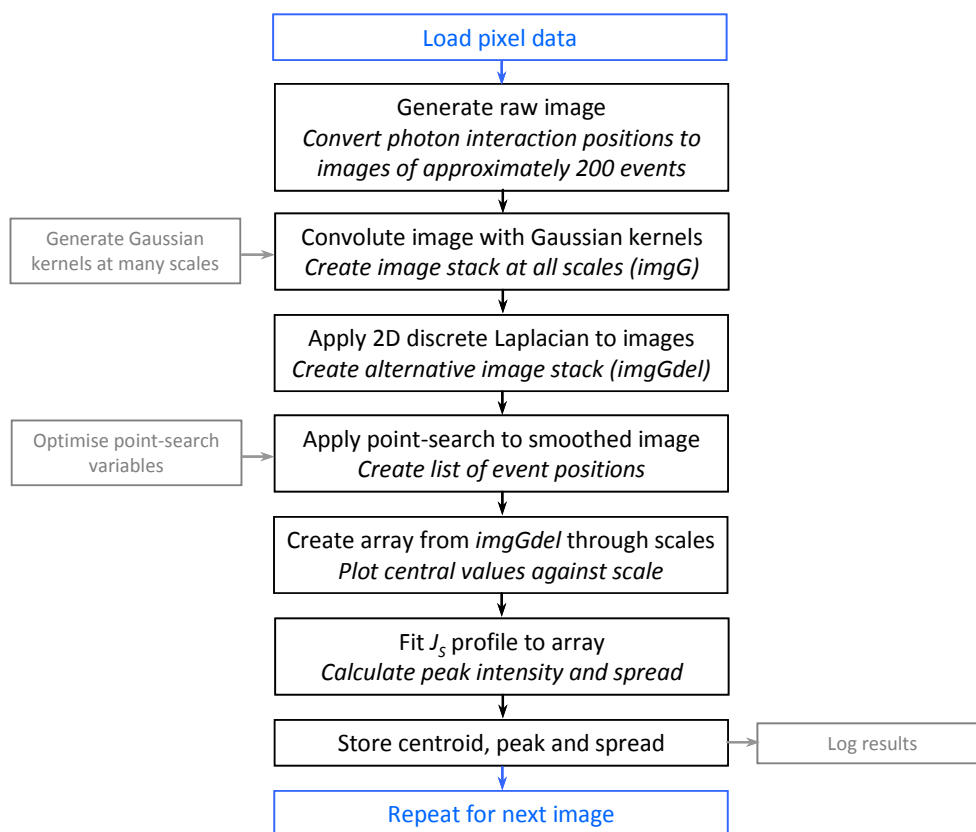 Load pixel data
Generate raw image
Convert photon interaction positions to
images of approximately 200 events
Generate Gaussian
kernels at many scales
Convolute image with Gaussian kernels
Create image stack at all scales (imgG)
Apply 2D discrete Laplacian to images
Create alternative image stack (imgGdel)
Optimise point-search
variables
Apply point-search to smoothed image
Create list of event positions
Create array from imgGdel through scales
Plot central values against scale
Fit Js profile to array
Calculate peak intensity and spread
Store centroid, peak and spread
Log results
Repeat for next image